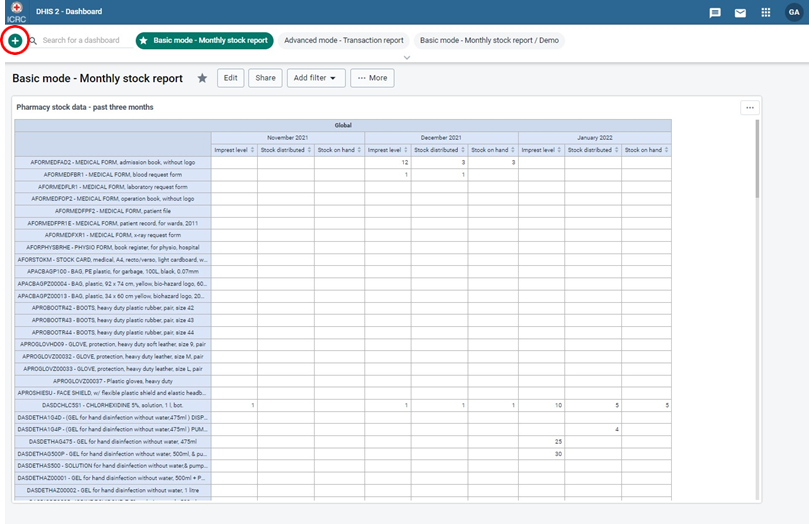 DHIS 2 - Dashboard
GA
ICRC
Search for a dashboard
Basic mode - Monthly stock report
Advanced mode - Transaction report
Basic mode - Monthly stock report / Demo
Basic mode - Monthly stock report
Edit
Share
Add filter
More
Pharmacy stock data - past three months
Global
November 2021 December 2021 January 2022
Imprest level Stock distributed Stock on hand Imprest level Stock distributed Stock on hand Imprest level Stock distributed Stock on hand
AFORMEDFAD2 - MEDICAL FORM, admission book, without logo 12 3 3
AFORMEDFBR1 - MEDICAL FORM, blood request form 1 1
AFORMEDFLR1 - MEDICAL FORM, laboratory request form
AFORMEDFOP2 - MEDICAL FORM, operation book, without logo
AFORMEDFPF2 - MEDICAL FORM, patient file
AFORMEDFPR1E - MEDICAL FORM, patient record, for wards, 2011
AFORMEDFXR1 - MEDICAL FORM, x-ray request form
AFORPHYSBRHE - PHYSIO FORM, book register, for physio, hospital
AFORSTOKM - STOCK CARD, medical, A4, recto/verso, light cardboard, w...
APACBAGP100 - BAG, PE plastic, for garbage, 100L, black, 0.07mm
APACBAGPZ00004 - BAG, plastic, 92 x 74 cm, yellow, bio-hazard logo, 60...
APACBAGPZ00013 - BAG, plastic, 34 x 60 cm yellow, biohazard logo, 20...
APROBOOTR42 - BOOTS, heavy duty plastic rubber, pair, size 42
APROBOOTR43 - BOOTS, heavy duty plastic rubber, pair, size 43
APROBOOTR44 - BOOTS, heavy duty plastic rubber, pair, size 44
APROGLOVHD09 - GLOVE, protection, heavy duty soft leather, size 9, pair
APROGLOVZ00032 - GLOVE, protection, heavy duty leather, size M, pair
APROGLOVZ00033 - GLOVE, protection, heavy duty leather, size L, pair
APROGLOVZ00037 - Plastic gloves, heavy duty
APROSHIESU - FACE SHIELD, w/ flexible plastic shield and elastic headb...
DASDCHLC5S1 - CHLORHEXIDINE 5%, solution, 1 l, bot. 1 1 1 1 10 5 5
DASDETHA1G4D - (GEL for hand disinfection without water,475ml ) DISP...
DASDETHA1G4P - (GEL for hand disinfection without water,475ml ) PUM... 4
DASDETHAG475 - GEL for hand disinfection without water, 475ml 25
DASDETHAG500P - GEL for hand disinfection without water, 500ml, & pu... 30
DASDETHAS500 - SOLUTION for hand disinfection without water,& pump...
DASDETHAZ00001 - GEL for hand disinfection without water, 500ml + P...
DASDETHAZ00002 - GEL for hand disinfection without water, 1 litre